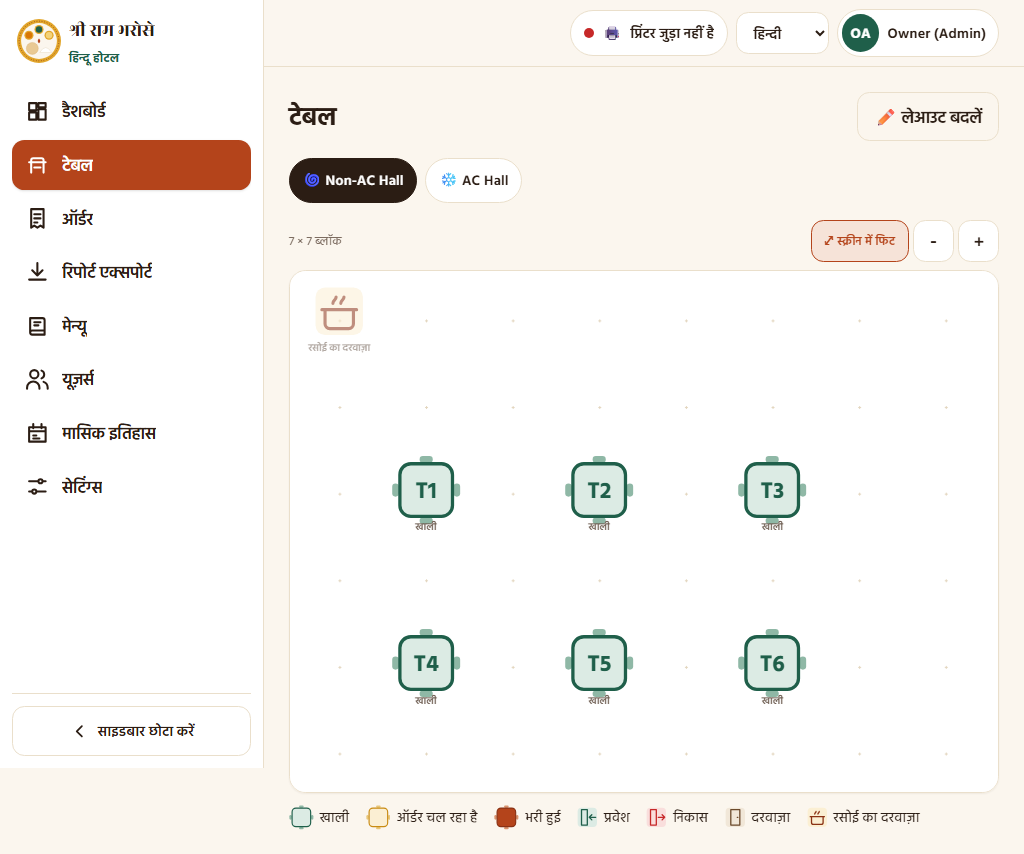 श्री राम भरोसे
हिन्दू होटल
प्रिंटर जुड़ा नहीं है
हिन्दी
OA
Owner (Admin)
डैशबोर्ड
टेबल
ऑर्डर
रिपोर्ट एक्सपोर्ट
मेन्यू
यूज़र्स
मासिक इतिहास
सेटिंग्स
साइडबार छोटा करें
टेबल
लेआउट बदलें
Non-AC Hall
AC Hall
7 × 7 ब्लॉक
स्क्रीन में फिट
-
+
रसोई का दरवाज़ा
T1
T2
T3
खाली
खाली
खाली
T4
T5
T6
खाली
खाली
खाली
खाली
ऑर्डर चल रहा है
भरी हुई
प्रवेश
निकास
दरवाज़ा
रसोई का दरवाज़ा